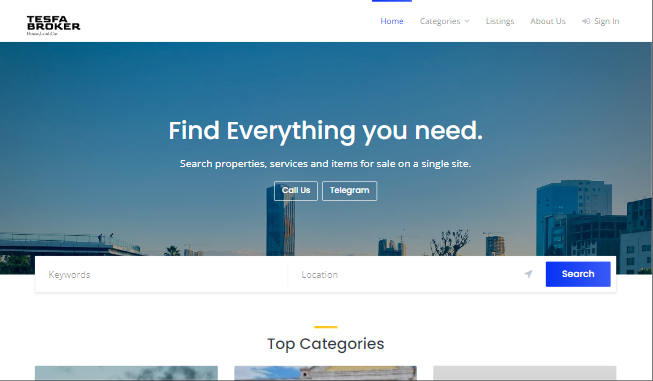 TESFA
BROKER
Home Categories Listings About Us Sign In
Find Everything you need.
Search properties, services and items for sale on a single site.
Call Us Telegram
Keywords Location Search
Top Categories